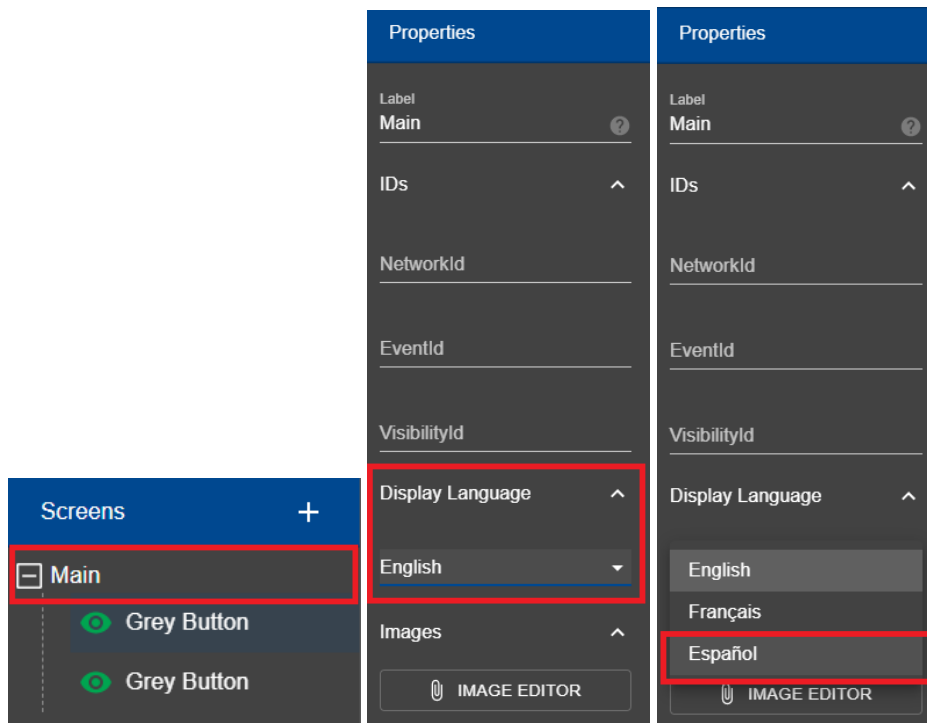 Screens +
Main
Grey Button
Grey Button
Properties
Label
Main
IDs
NetworkId
EventId
VisibilityId
Display Language
English
Images
IMAGE EDITOR
Properties
Label
Main
IDs
NetworkId
EventId
VisibilityId
Display Language
English
Français
Español
IMAGE EDITOR